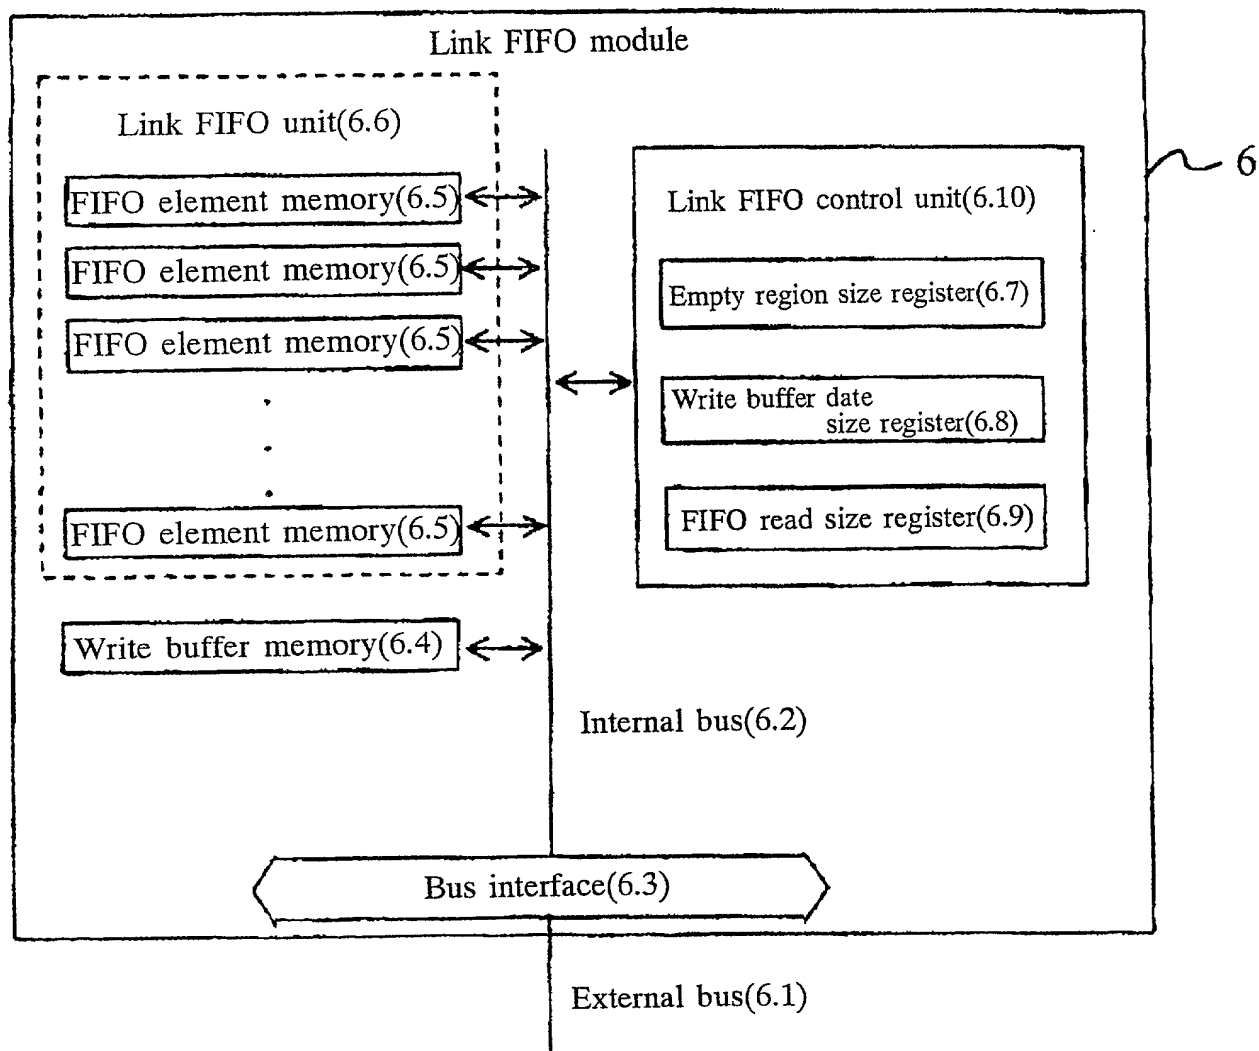 Link FIFO module
6
Link FIFO unit(6.6)
FIFO element memory(6.5)
FIFO element memory(6.5)
FIFO element memory(6.5)
FIFO element memory(6.5)
Write buffer memory(6.4)
Link FIFO control unit(6.10)
Empty region size register(6.7)
Write buffer date
size register(6.8)
FIFO read size register(6.9)
Internal bus(6.2)
Bus interface(6.3)
External bus(6.1)